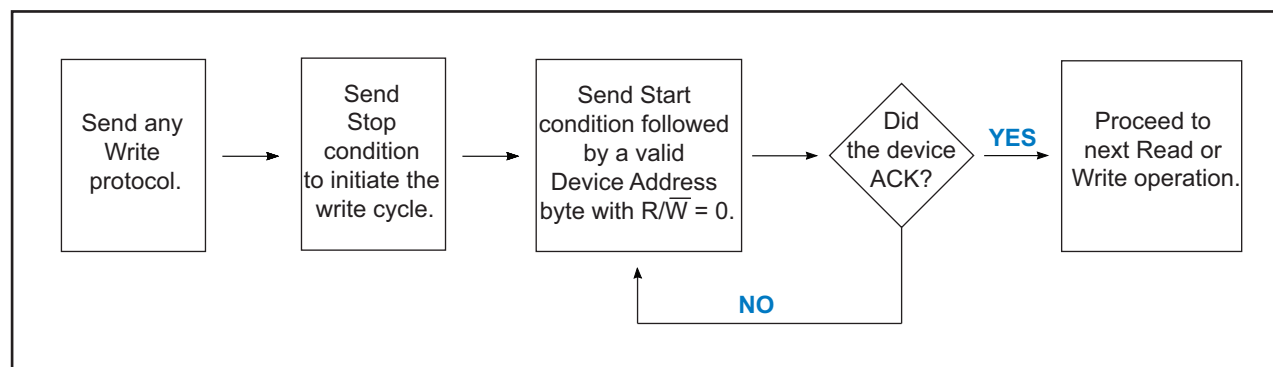 Send any
Write
protocol.
Send
Stop
condition
to initiate the
write cycle.
Send Start
condition followed
by a valid
Device Address
byte with R/W̅ = 0.
Did
the device
ACK?
YES
Proceed to
next Read or
Write operation.
NO